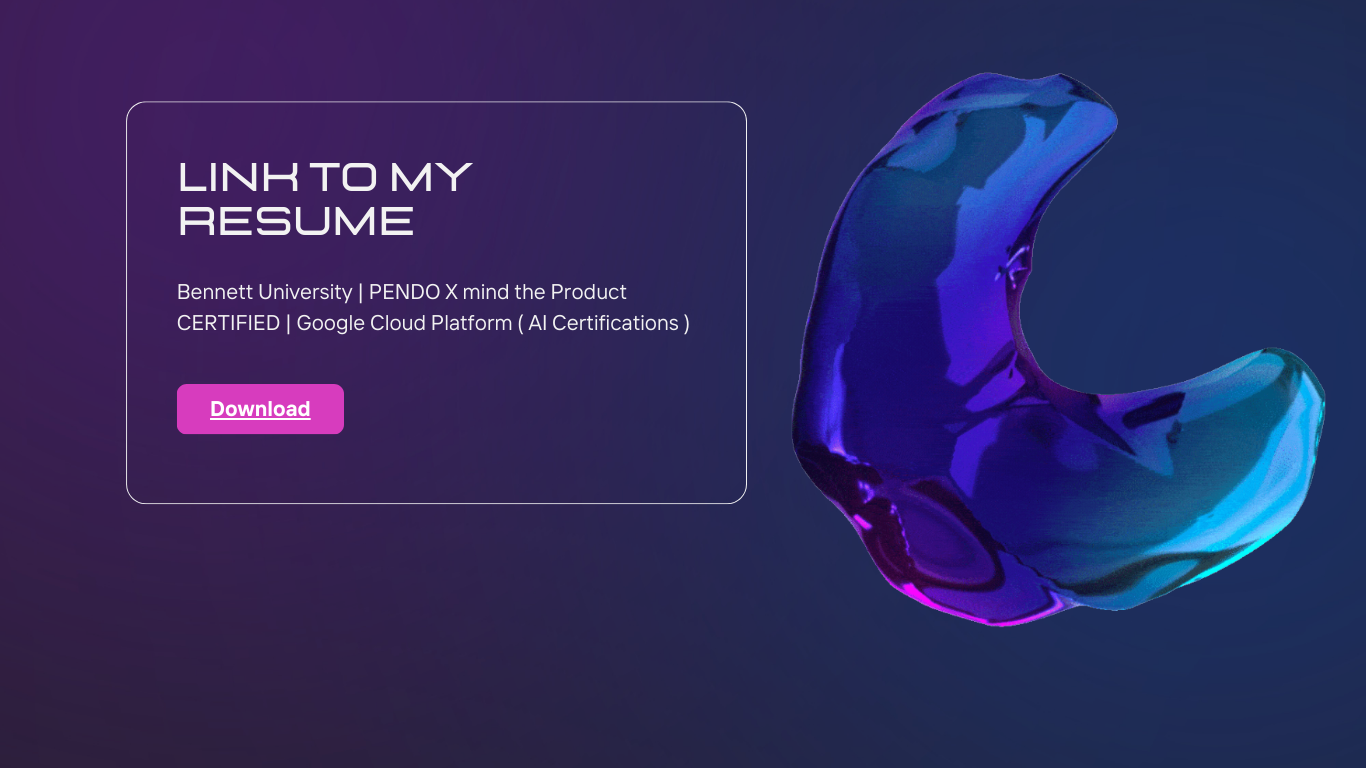 LINK TO MY
RESUME
Bennett University | PENDO X mind the Product
CERTIFIED | Google Cloud Platform ( AI Certifications )
Download